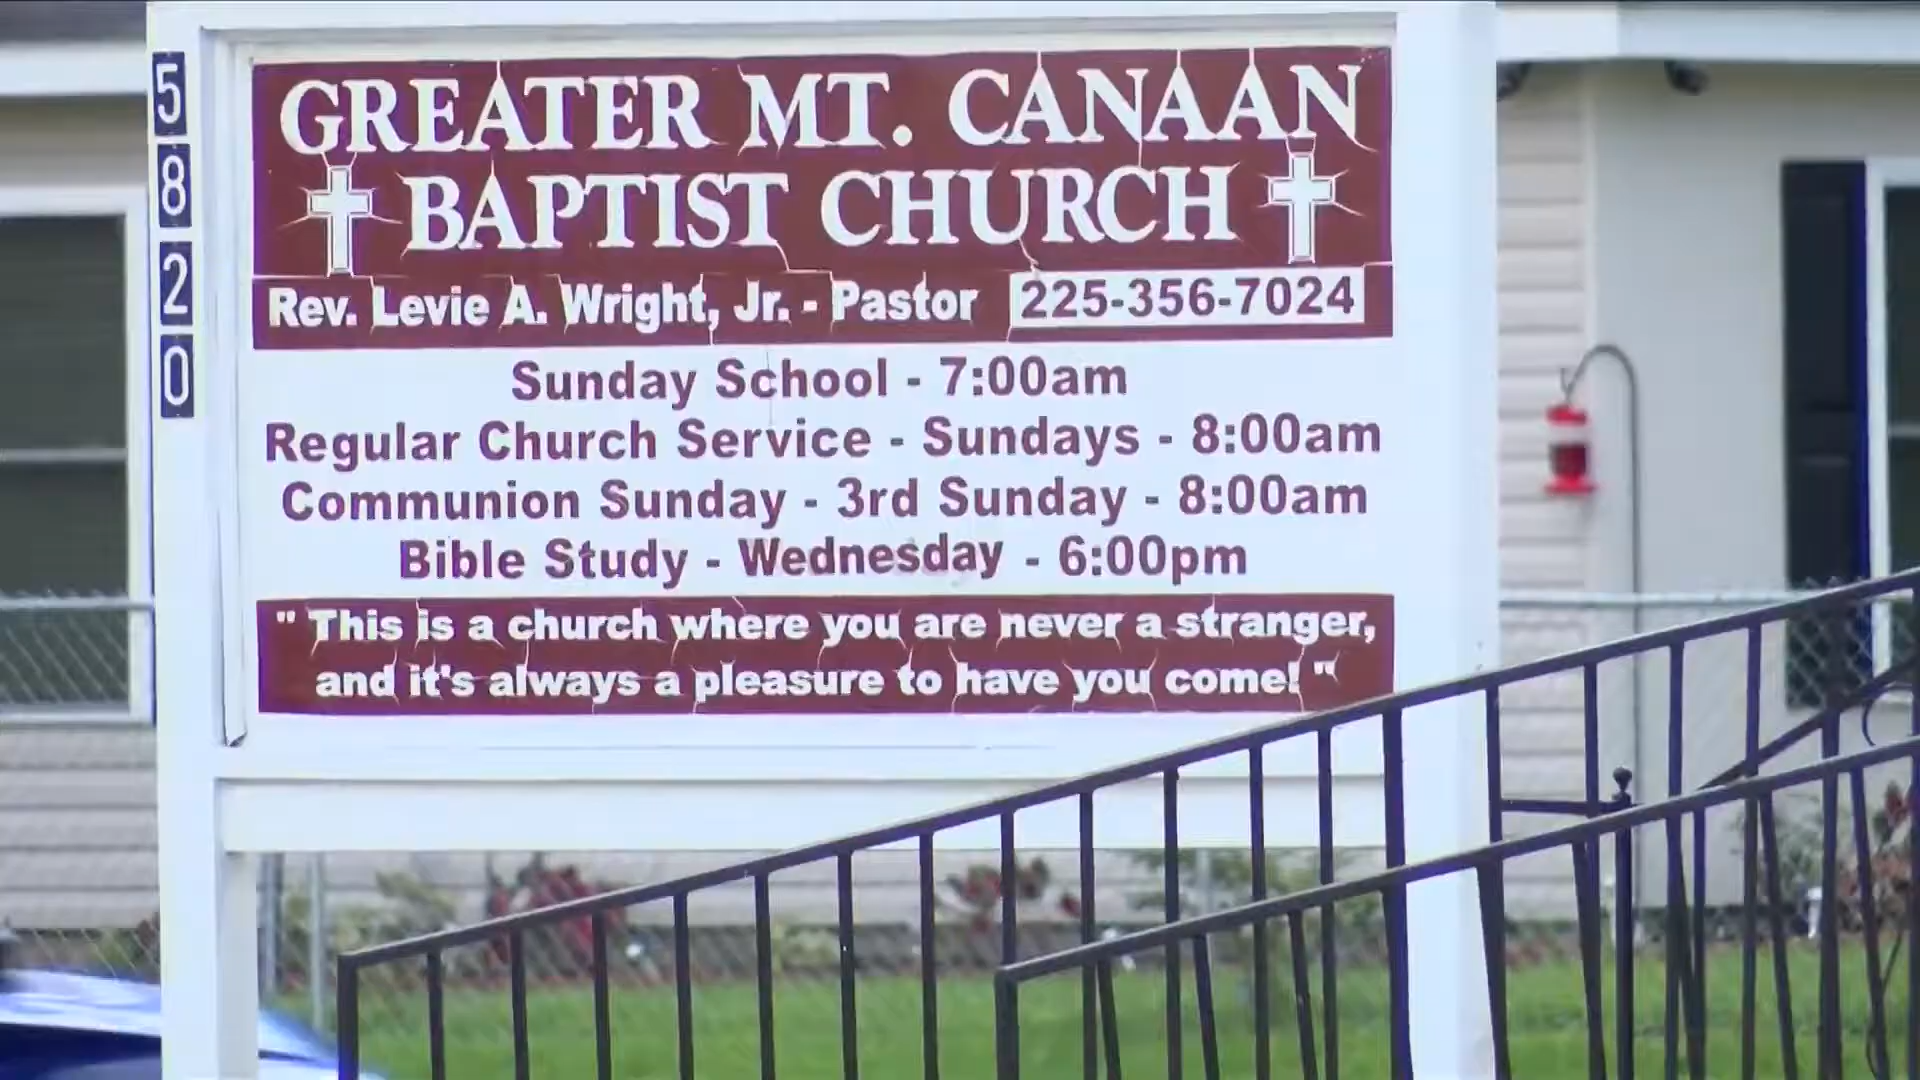 5820
GREATER MT. CANAAN
BAPTIST CHURCH
Rev. Levie A. Wright, Jr. - Pastor 225-356-7024
Sunday School - 7:00am
Regular Church Service - Sundays - 8:00am
Communion Sunday - 3rd Sunday - 8:00am
Bible Study - Wednesday - 6:00pm
" This is a church where you are never a stranger,
and it's always a pleasure to have you come! "